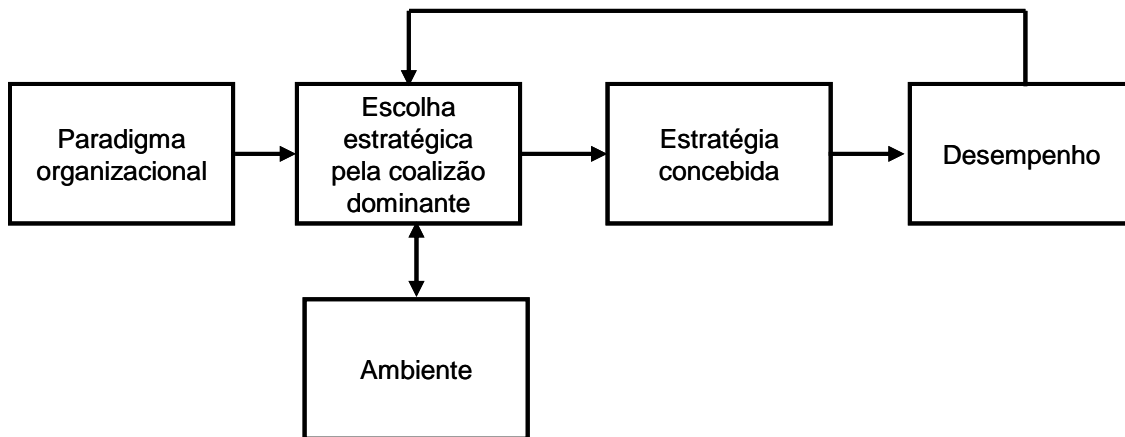 Paradigma
organizacional
Escolha
estratégica
pela coalizão
dominante
Estratégia
concebida
Desempenho
Ambiente